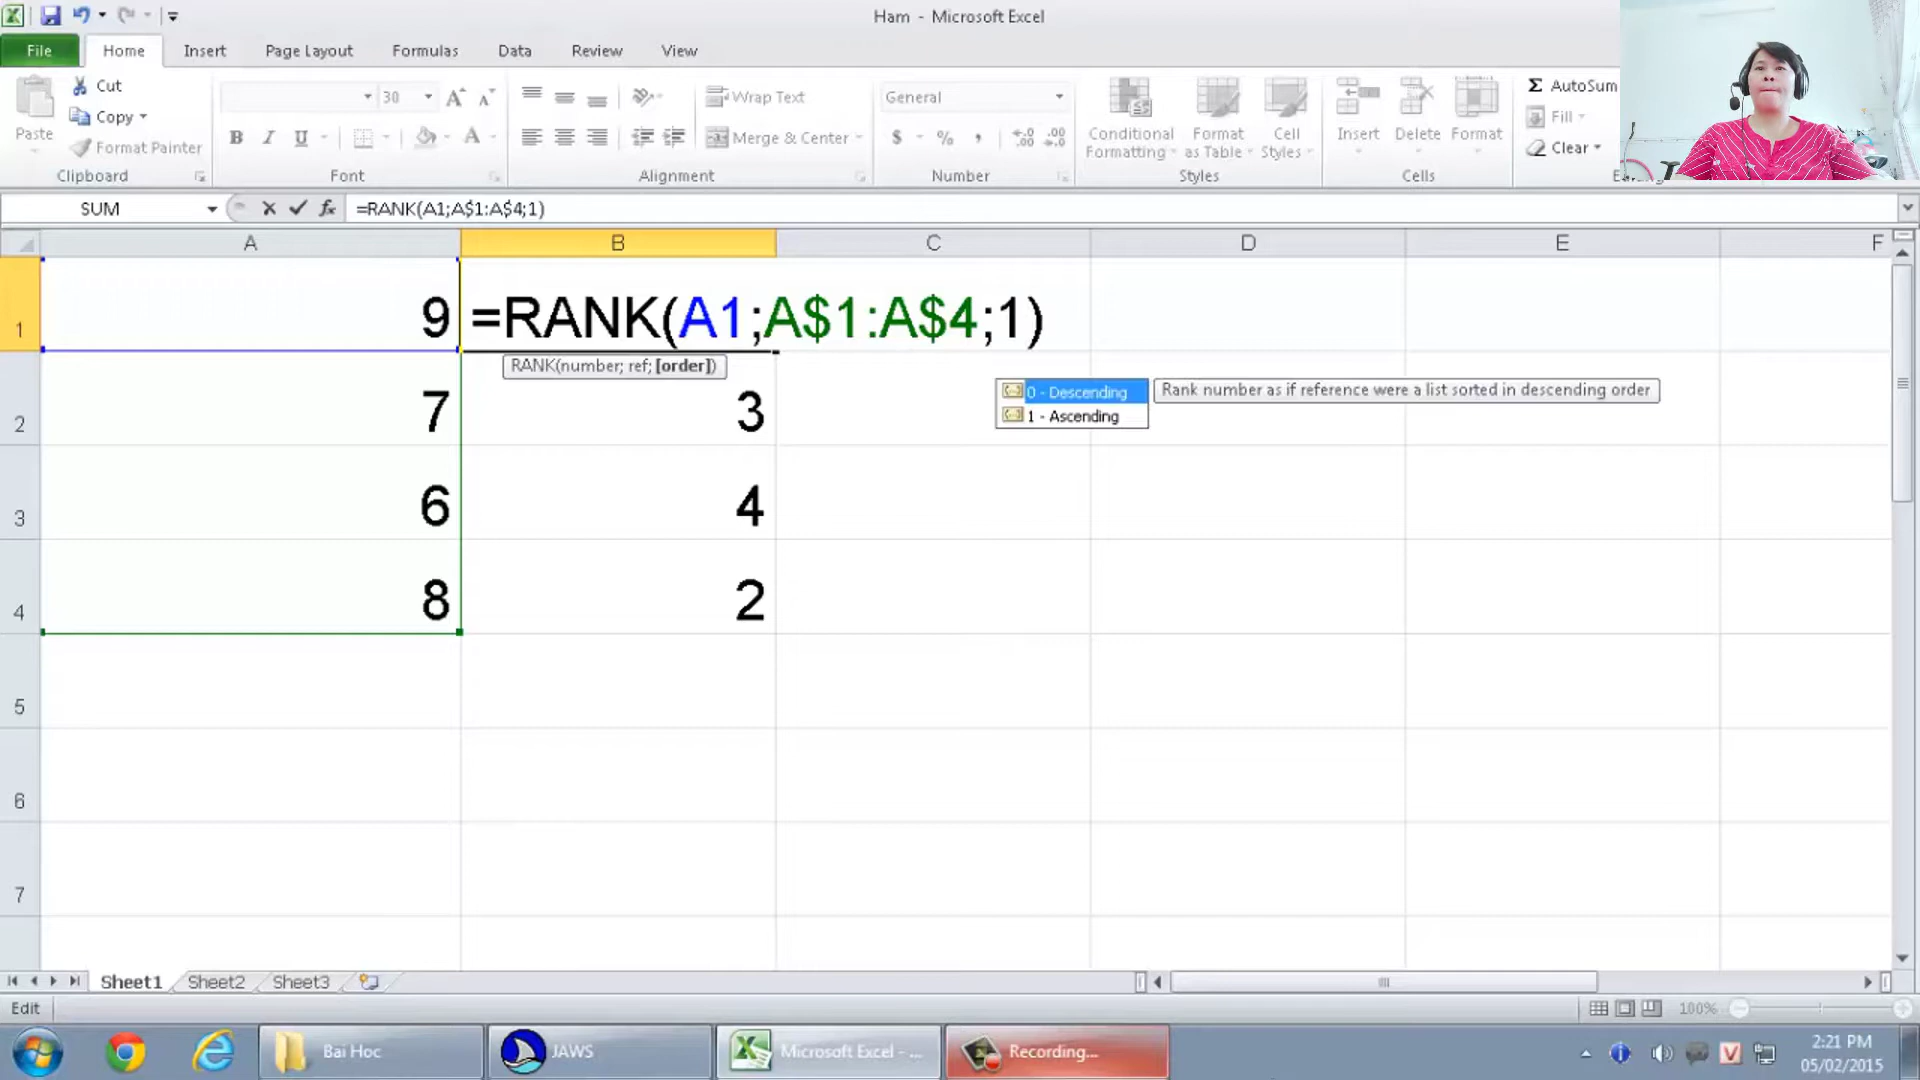 Ham - Microsoft Excel
File Home Insert Page Layout Formulas Data Review View
Paste
Cut
Copy
Format Painter
Clipboard
30
B I U
Font
Wrap Text
Merge & Center
Alignment
General
$ % ,
Number
Conditional Formatting
Format as Table
Cell Styles
Styles
Insert Delete Format
Cells
Σ AutoSum
Fill
Clear
SUM
fx
=RANK(A1;A$1:A$4;1)
A B C D E F
1 9 =RANK(A1;A$1:A$4;1)
RANK(number; ref; [order])
0 - Descending
Rank number as if reference were a list sorted in descending order
1 - Ascending
2 7 3
3 6 4
4 8 2
5
6
7
Sheet1 Sheet2 Sheet3
Edit
100%
Bai Hoc
JAWS
Microsoft Excel - ...
Recording...
2:21 PM
05/02/2015